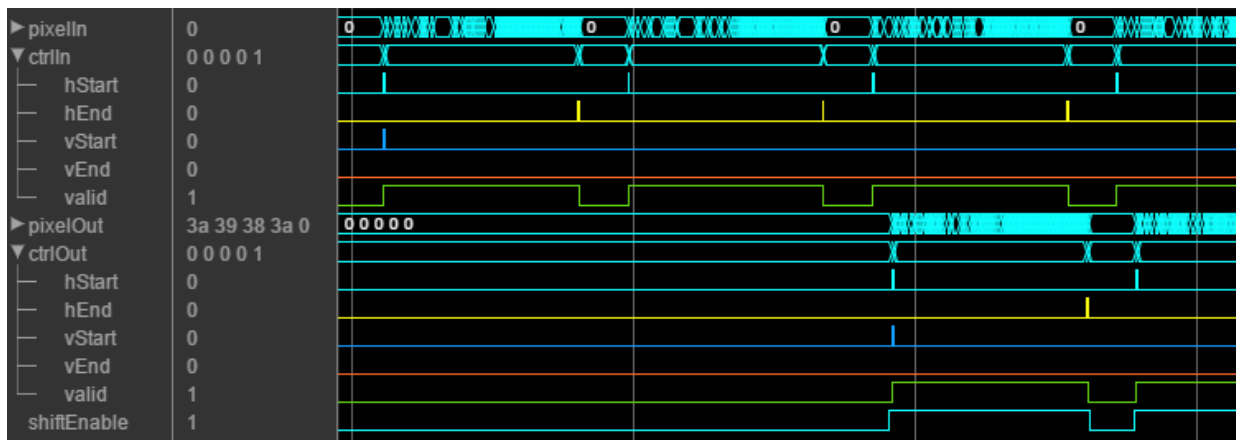 pixelIn 0 0 0 0 0
ctrlIn 0 0 0 0 1
hStart 0
hEnd 0
vStart 0
vEnd 0
valid 1
pixelOut 3a 39 38 3a 0 0 0 0 0 0
ctrlOut 0 0 0 0 1
hStart 0
hEnd 0
vStart 0
vEnd 0
valid 1
shiftEnable 1